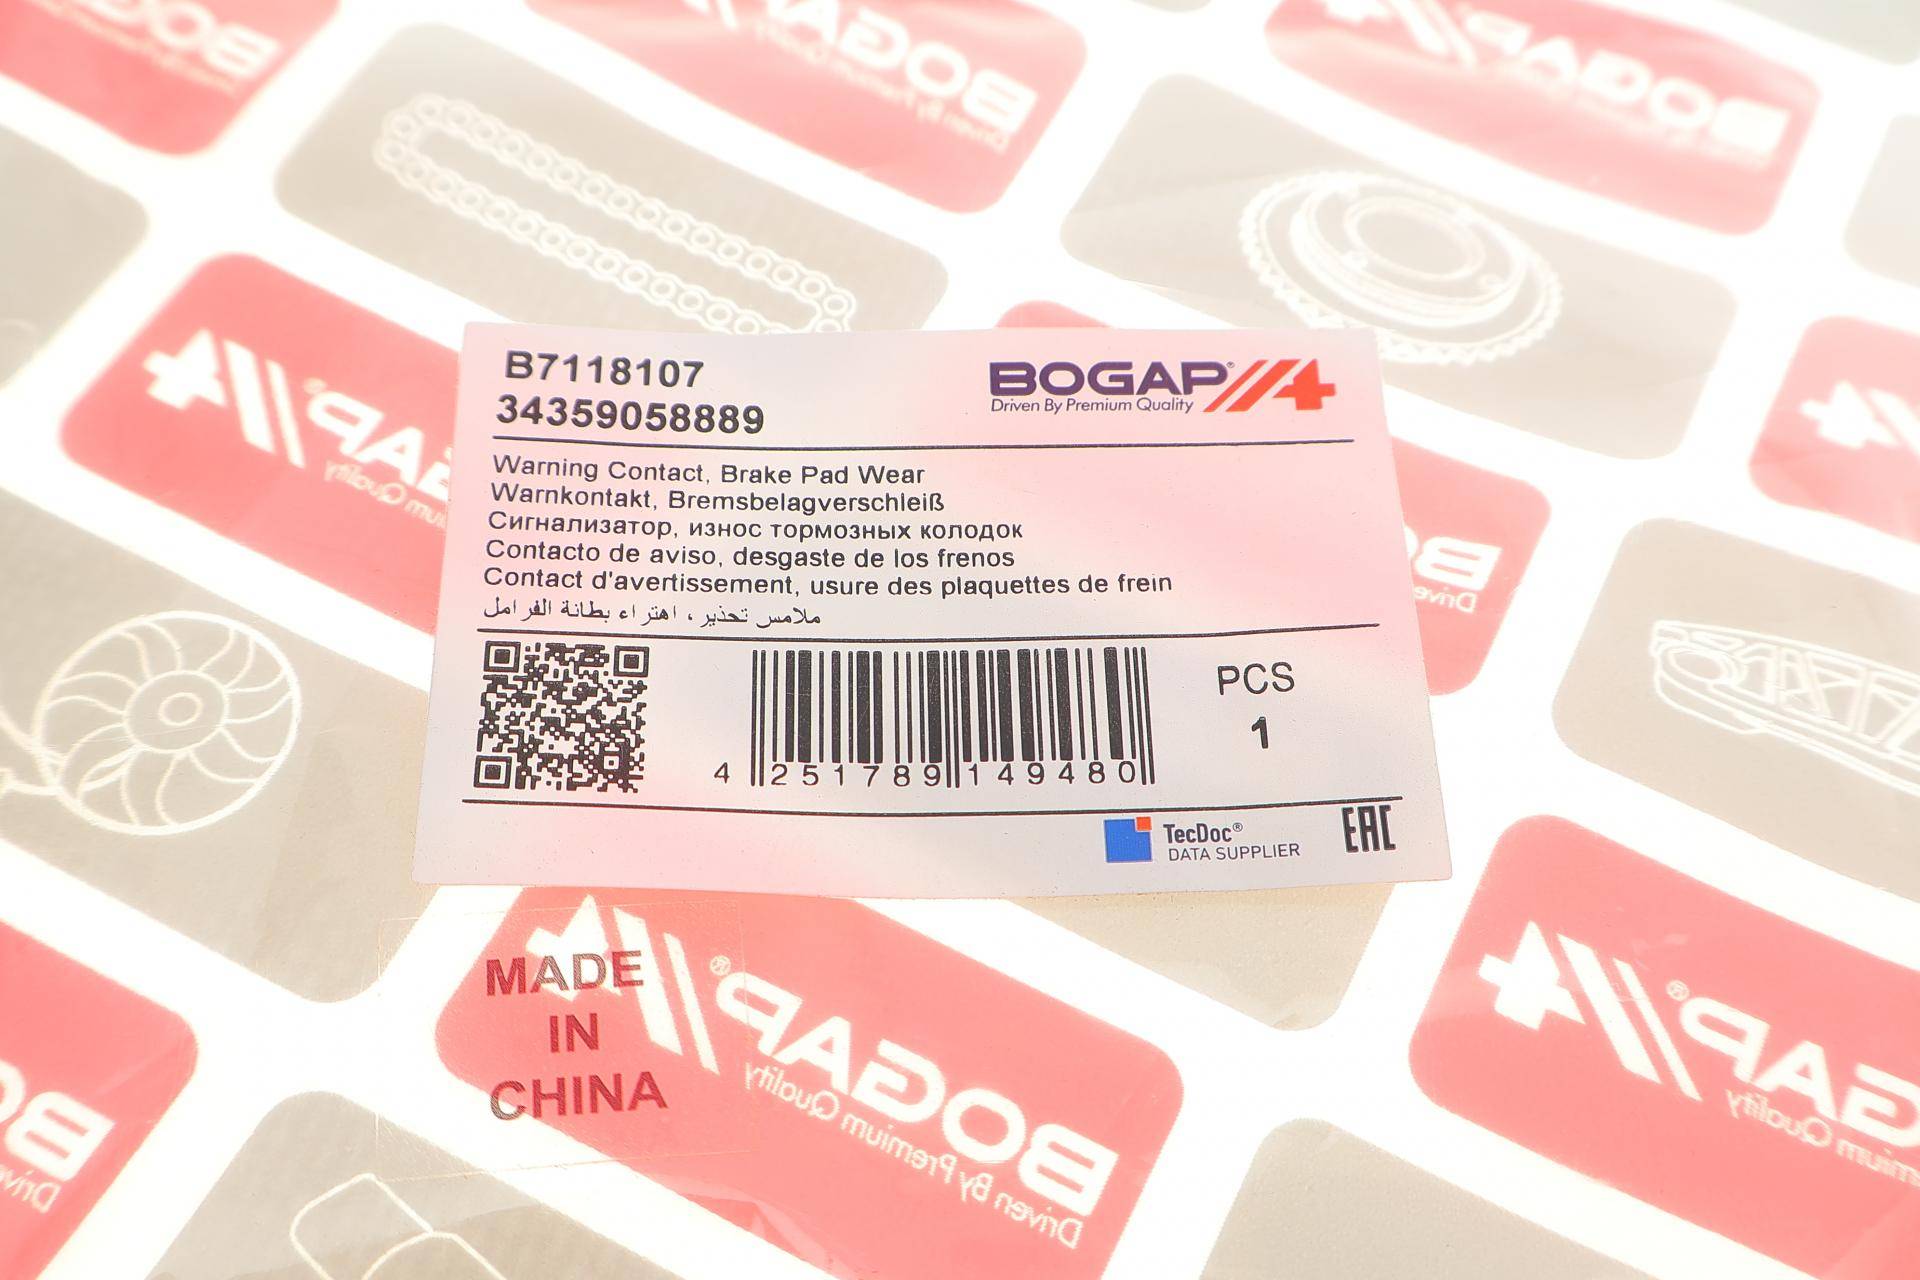 B7118107
34359058889
BOGAP®
Driven By Premium Quality
Warning Contact, Brake Pad Wear
Warnkontakt, Bremsbelagverschleiß
Сигнализатор, износ тормозных колодок
Contacto de aviso, desgaste de los frenos
Contact d'avertissement, usure des plaquettes de frein
ملامس تحذير، اهتراء بطانة الفرامل
PCS
1
4 251789 149480
TecDoc®
DATA SUPPLIER
EAC
MADE
IN
CHINA
BOGAP®
Driven By Premium Quality